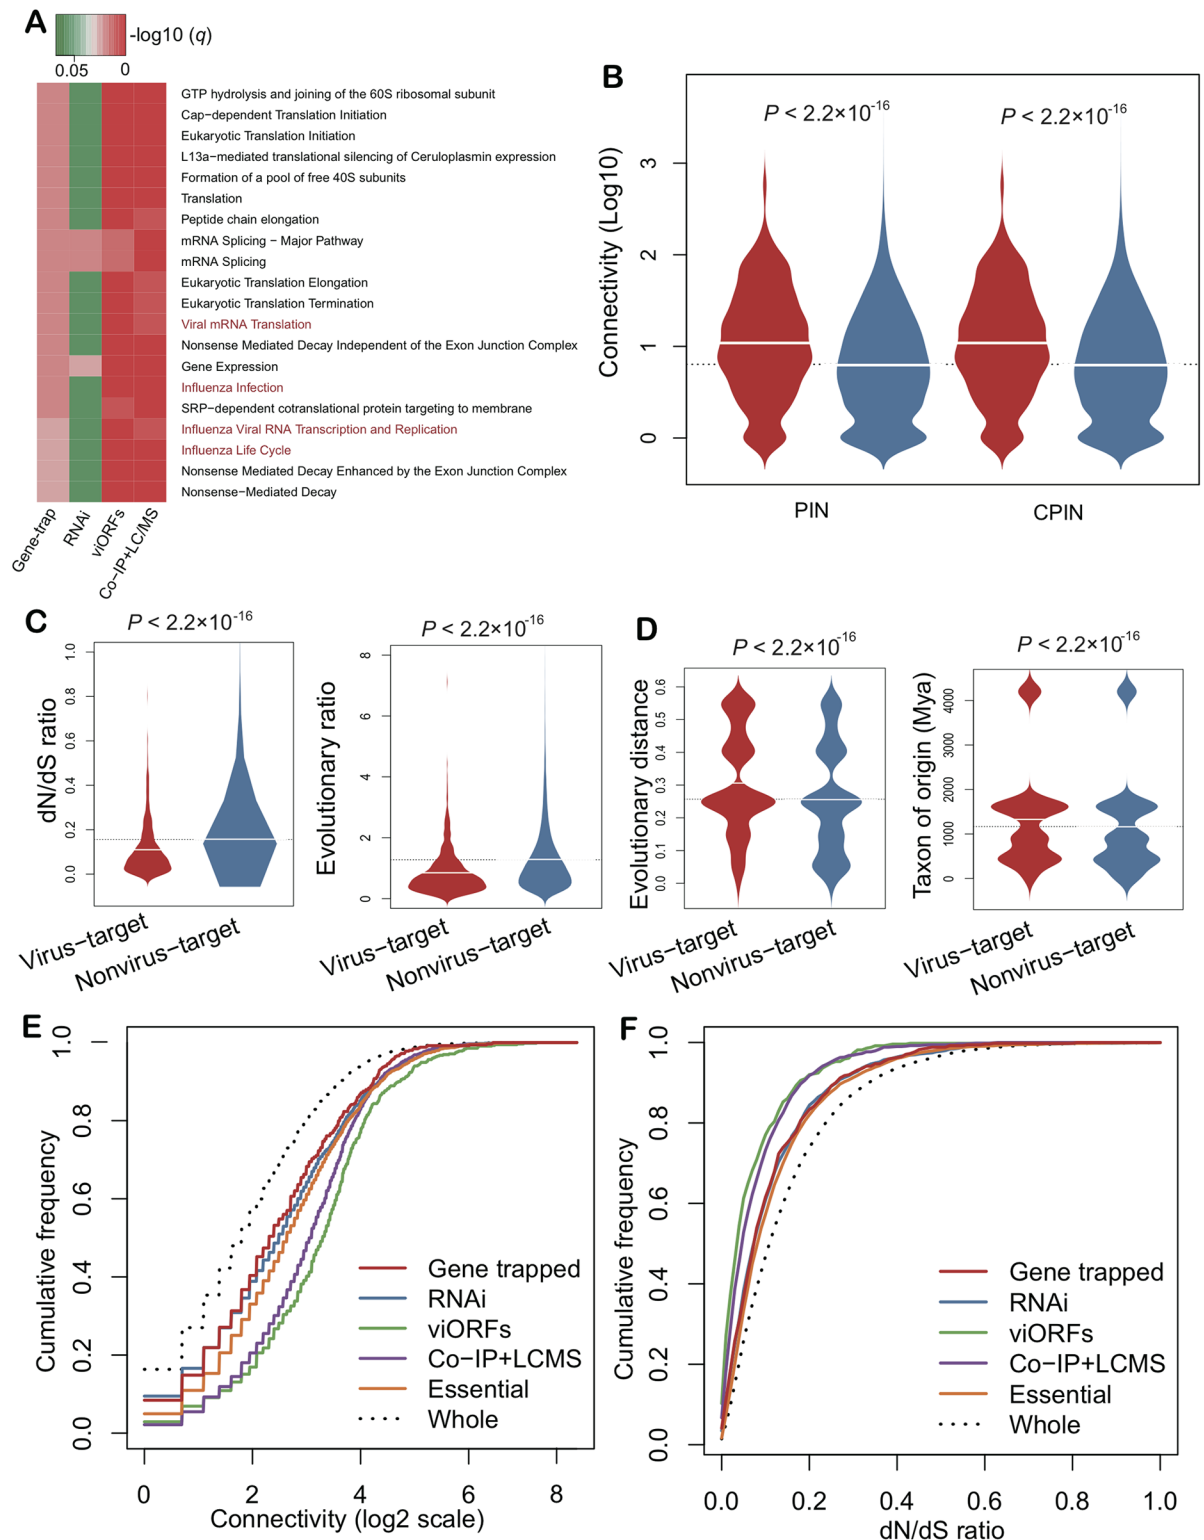 A
-log10 (q)
0.05 0
GTP hydrolysis and joining of the 60S ribosomal subunit
Cap−dependent Translation Initiation
Eukaryotic Translation Initiation
L13a−mediated translational silencing of Ceruloplasmin expression
Formation of a pool of free 40S subunits
Translation
Peptide chain elongation
mRNA Splicing − Major Pathway
mRNA Splicing
Eukaryotic Translation Elongation
Eukaryotic Translation Termination
Viral mRNA Translation
Nonsense Mediated Decay Independent of the Exon Junction Complex
Gene Expression
Influenza Infection
SRP−dependent cotranslational protein targeting to membrane
Influenza Viral RNA Transcription and Replication
Influenza Life Cycle
Nonsense Mediated Decay Enhanced by the Exon Junction Complex
Nonsense−Mediated Decay
Gene-trap
RNAi
viORFs
Co−IP+LC/MS
B
P < 2.2×10-16
P < 2.2×10-16
Connectivity (Log10)
3
2
1
0
PIN
CPIN
C
P < 2.2×10-16
dN/dS ratio
1.0
0.8
0.6
0.4
0.2
0.0
Virus−target
Nonvirus−target
P < 2.2×10-16
Evolutionary ratio
8
6
4
2
0
Virus−target
Nonvirus−target
D
P < 2.2×10-16
Evolutionary distance
0.6
0.5
0.4
0.3
0.2
0.1
0.0
Virus−target
Nonvirus−target
P < 2.2×10-16
Taxon of origin (Mya)
4000
3000
2000
1000
0
Virus−target
Nonvirus−target
E
Cumulative frequency
1.0
0.8
0.6
0.4
0.2
0.0
Gene trapped
RNAi
viORFs
Co−IP+LCMS
Essential
Whole
0 2 4 6 8
Connectivity (log2 scale)
F
Cumulative frequency
1.0
0.8
0.6
0.4
0.2
0.0
Gene trapped
RNAi
viORFs
Co−IP+LCMS
Essential
Whole
0.0 0.2 0.4 0.6 0.8 1.0
dN/dS ratio